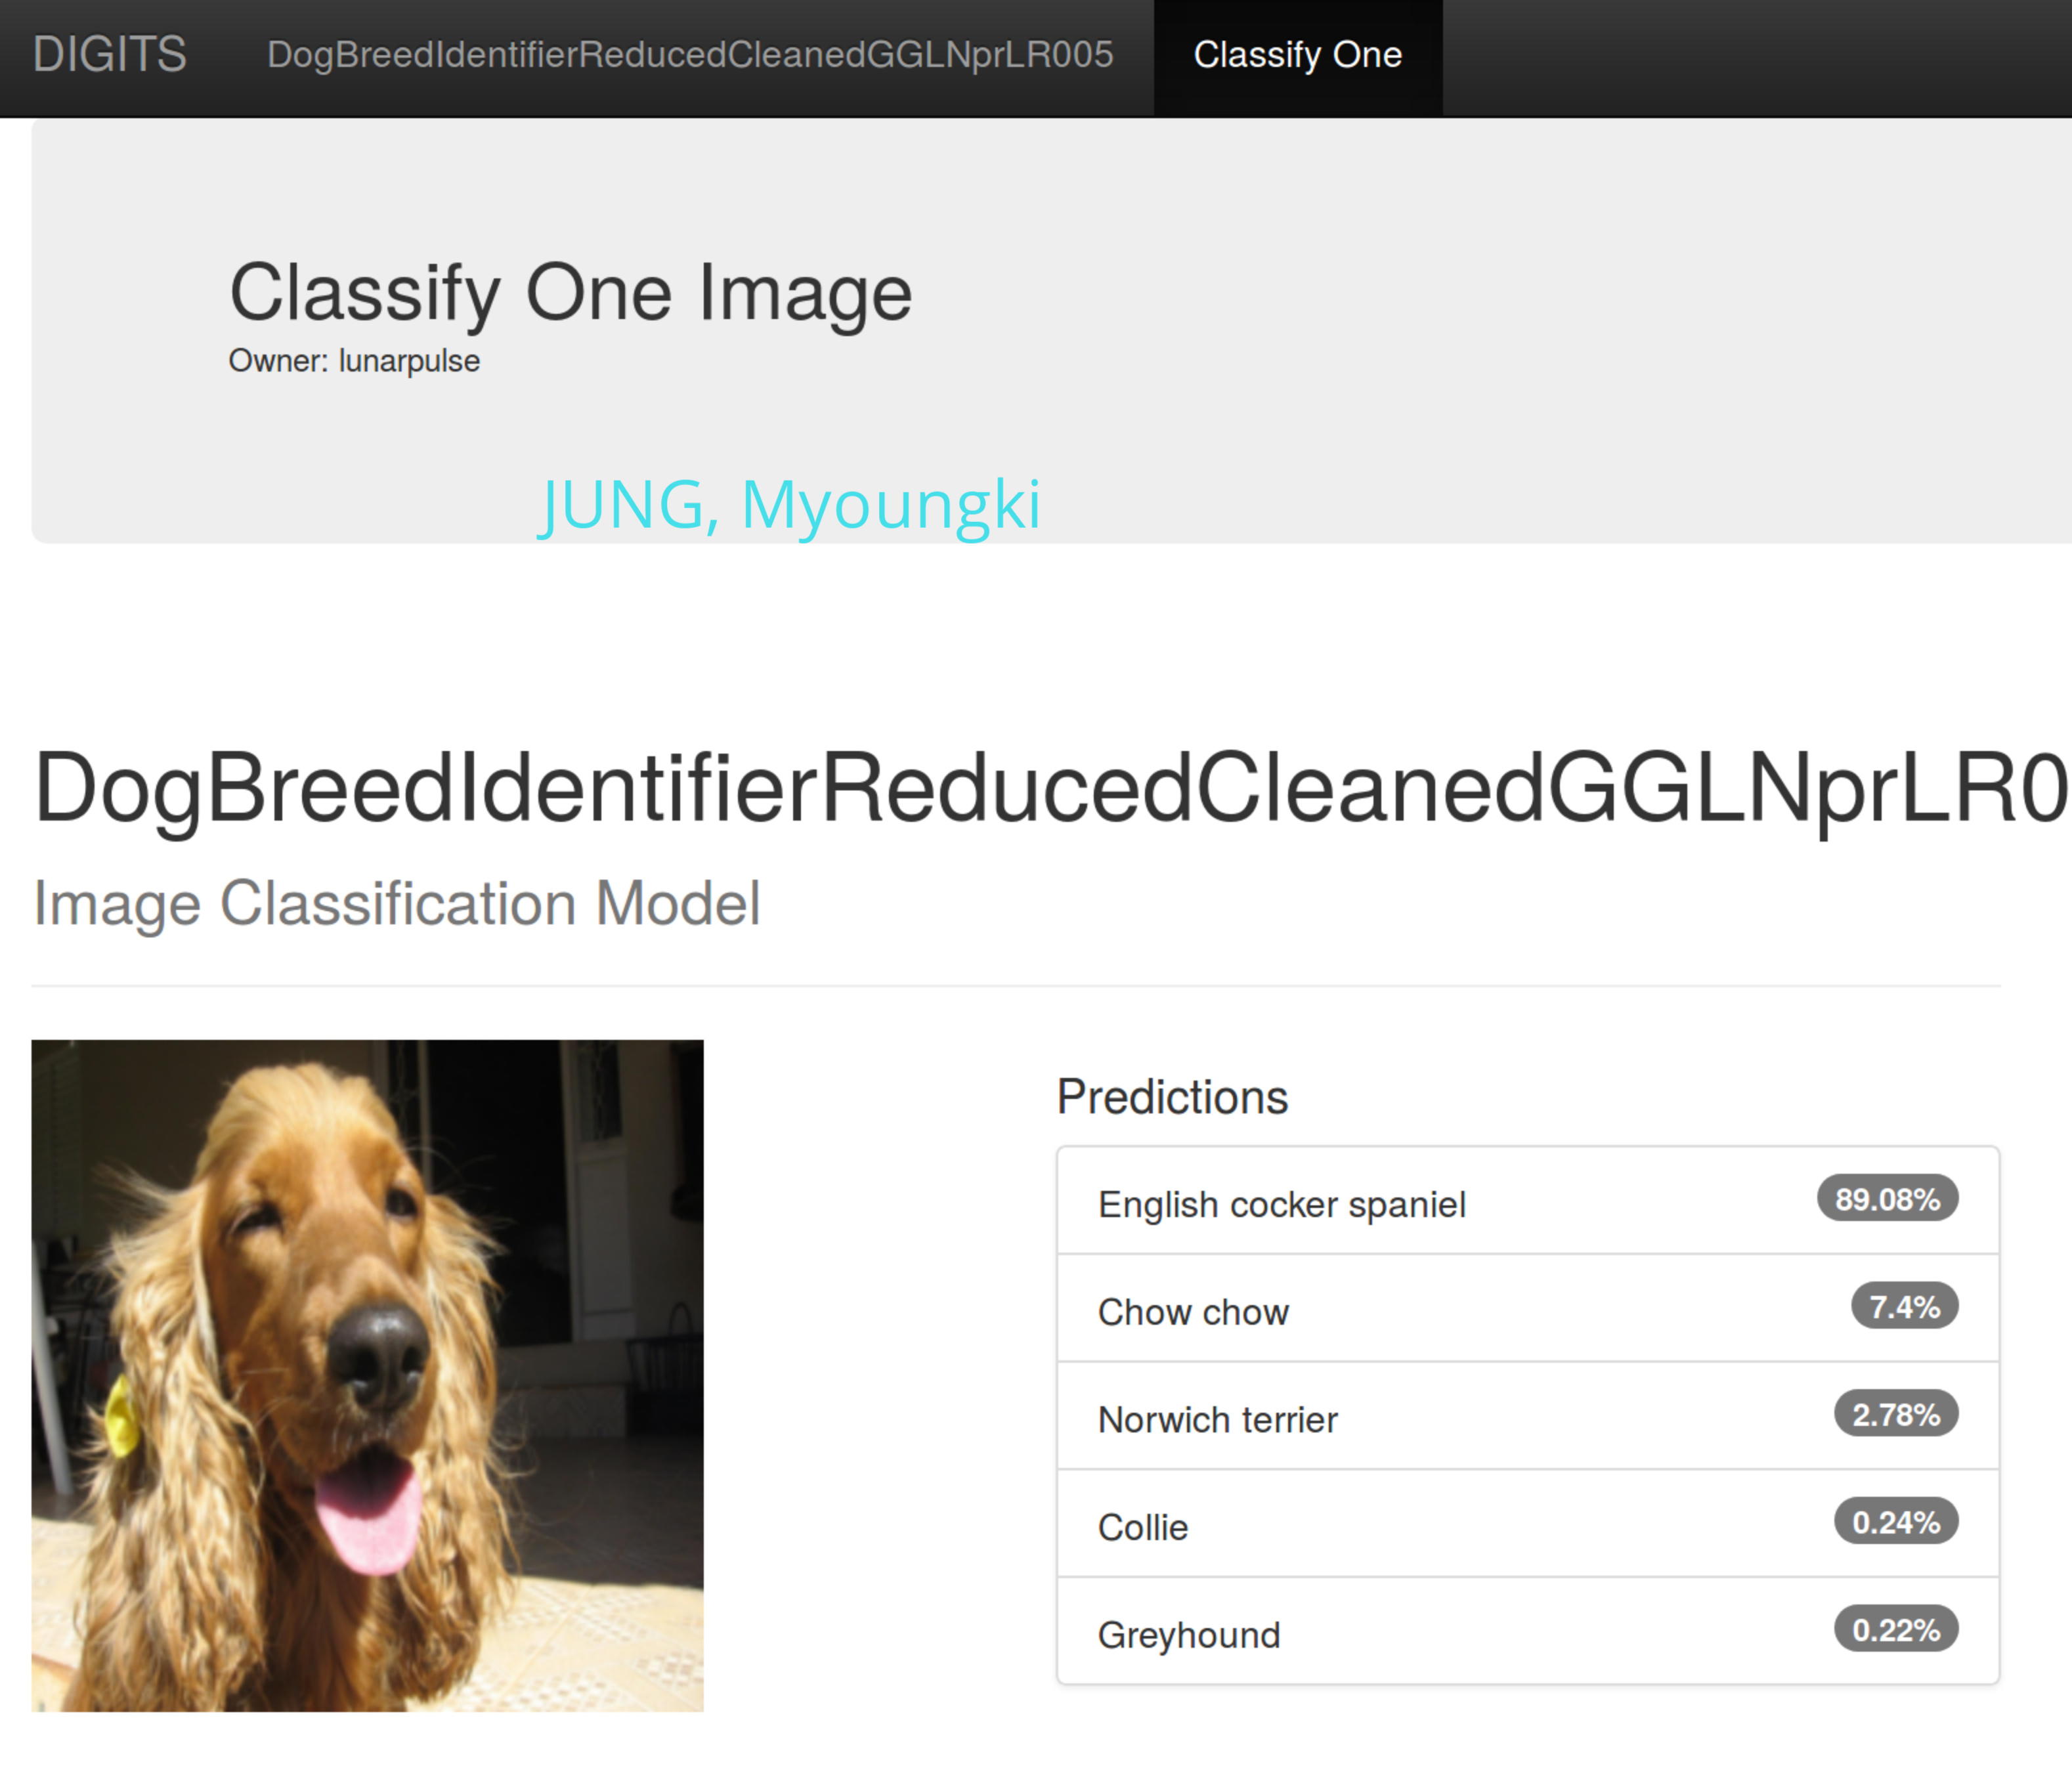 DIGITS DogBreedIdentifierReducedCleanedGGLNprLR005 Classify One
Classify One Image
Owner: lunarpulse
JUNG, Myoungki
DogBreedIdentifierReducedCleanedGGLNprLR0
Image Classification Model
Predictions
English cocker spaniel 89.08%
Chow chow 7.4%
Norwich terrier 2.78%
Collie 0.24%
Greyhound 0.22%